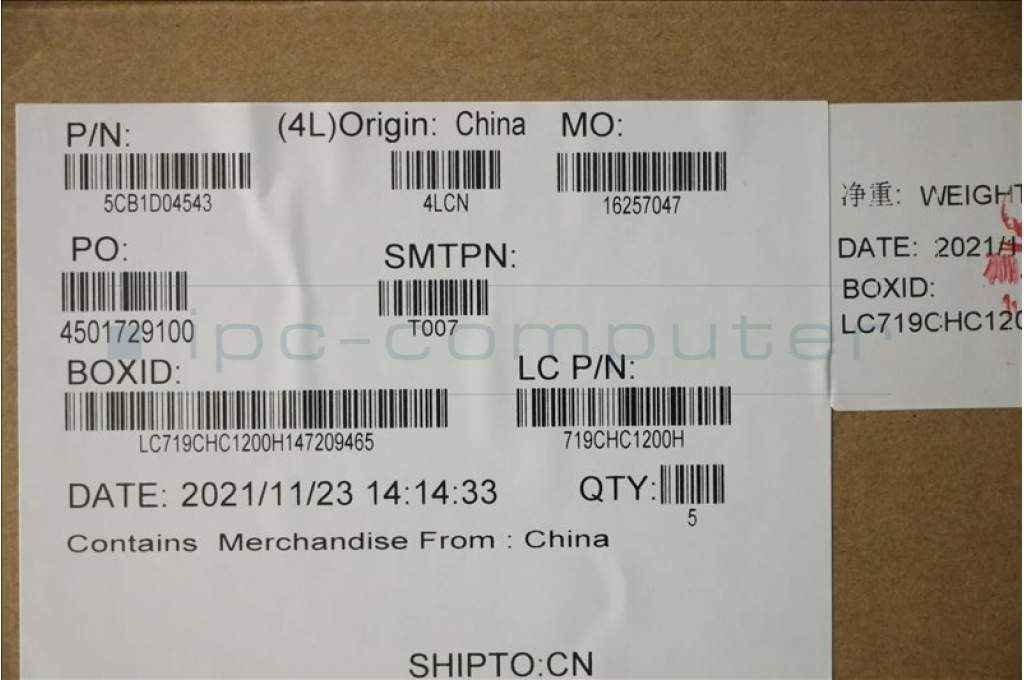 P/N: (4L)Origin: China MO:
5CB1D04543 4LCN 16257047
PO: SMTPN:
4501729100 T007
BOXID: LC P/N:
LC719CHC1200H147209465 719CHC1200H
DATE: 2021/11/23 14:14:33 QTY:
5
Contains Merchandise From : China
SHIPTO:CN
净重: WEIGHT
DATE: 2021/
BOXID:
LC719CHC120
ipc-computer